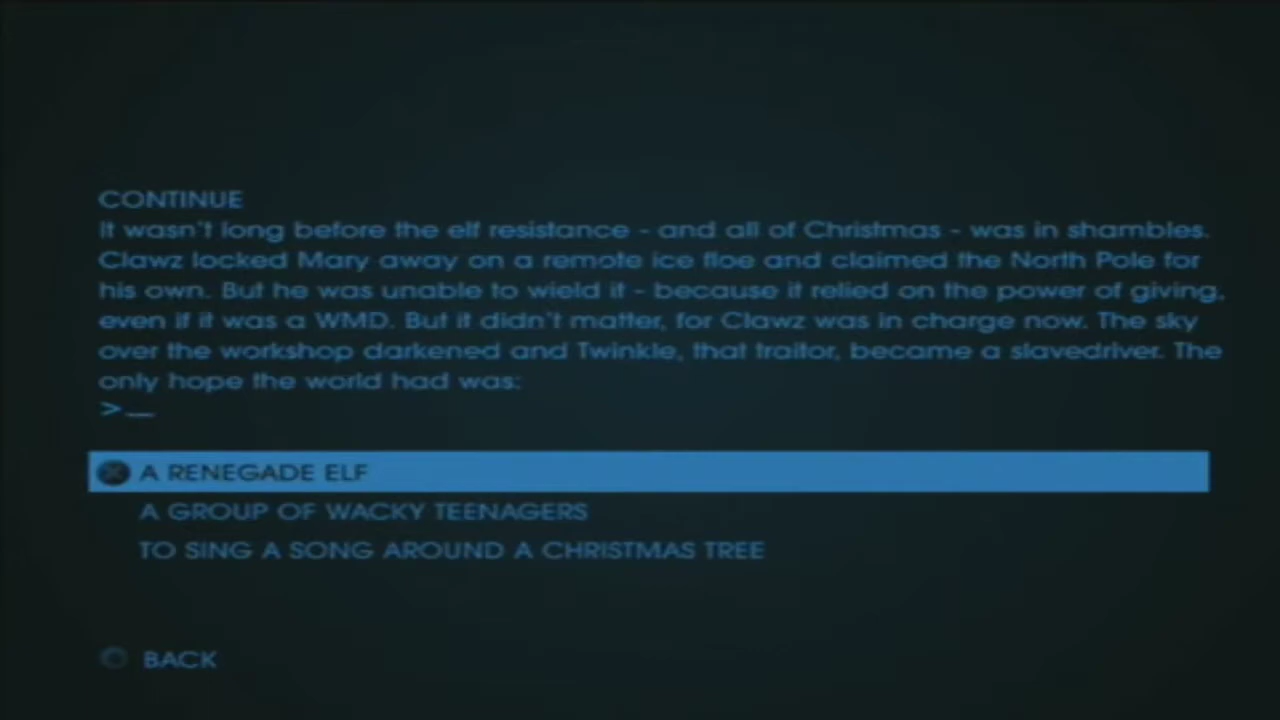 CONTINUE
It wasn't long before the elf resistance - and all of Christmas - was in shambles.
Clawz locked Mary away on a remote ice floe and claimed the North Pole for
his own. But he was unable to wield it - because it relied on the power of giving,
even if it was a WMD. But it didn't matter, for Clawz was in charge now. The sky
over the workshop darkened and Twinkle, that traitor, became a slavedriver. The
only hope the world had was:
>__
A RENEGADE ELF
A GROUP OF WACKY TEENAGERS
TO SING A SONG AROUND A CHRISTMAS TREE
BACK